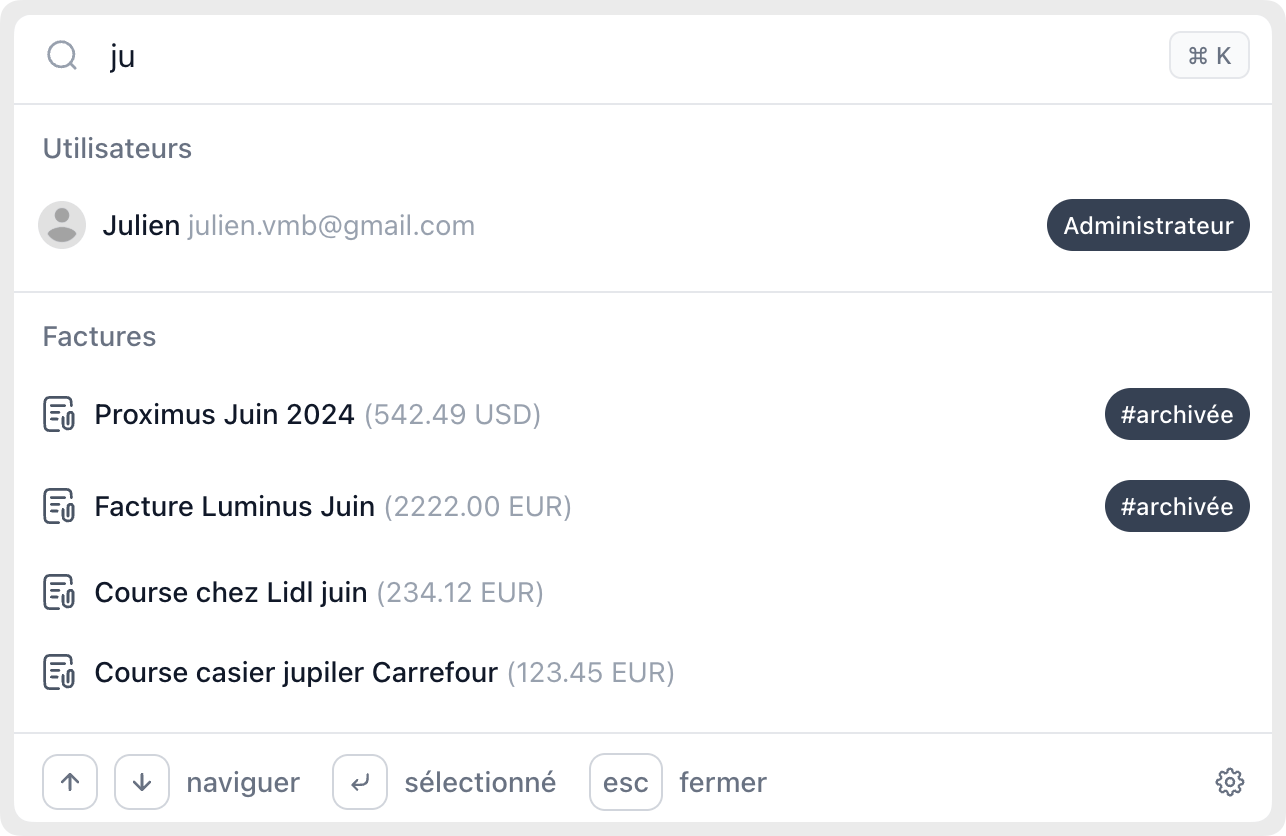 ju ⌘ K
Utilisateurs
Julien julien.vmb@gmail.com Administrateur
Factures
Proximus Juin 2024 (542.49 USD) #archivée
Facture Luminus Juin (2222.00 EUR) #archivée
Course chez Lidl juin (234.12 EUR)
Course casier jupiler Carrefour (123.45 EUR)
↑ ↓ naviguer ↵ sélectionné esc fermer